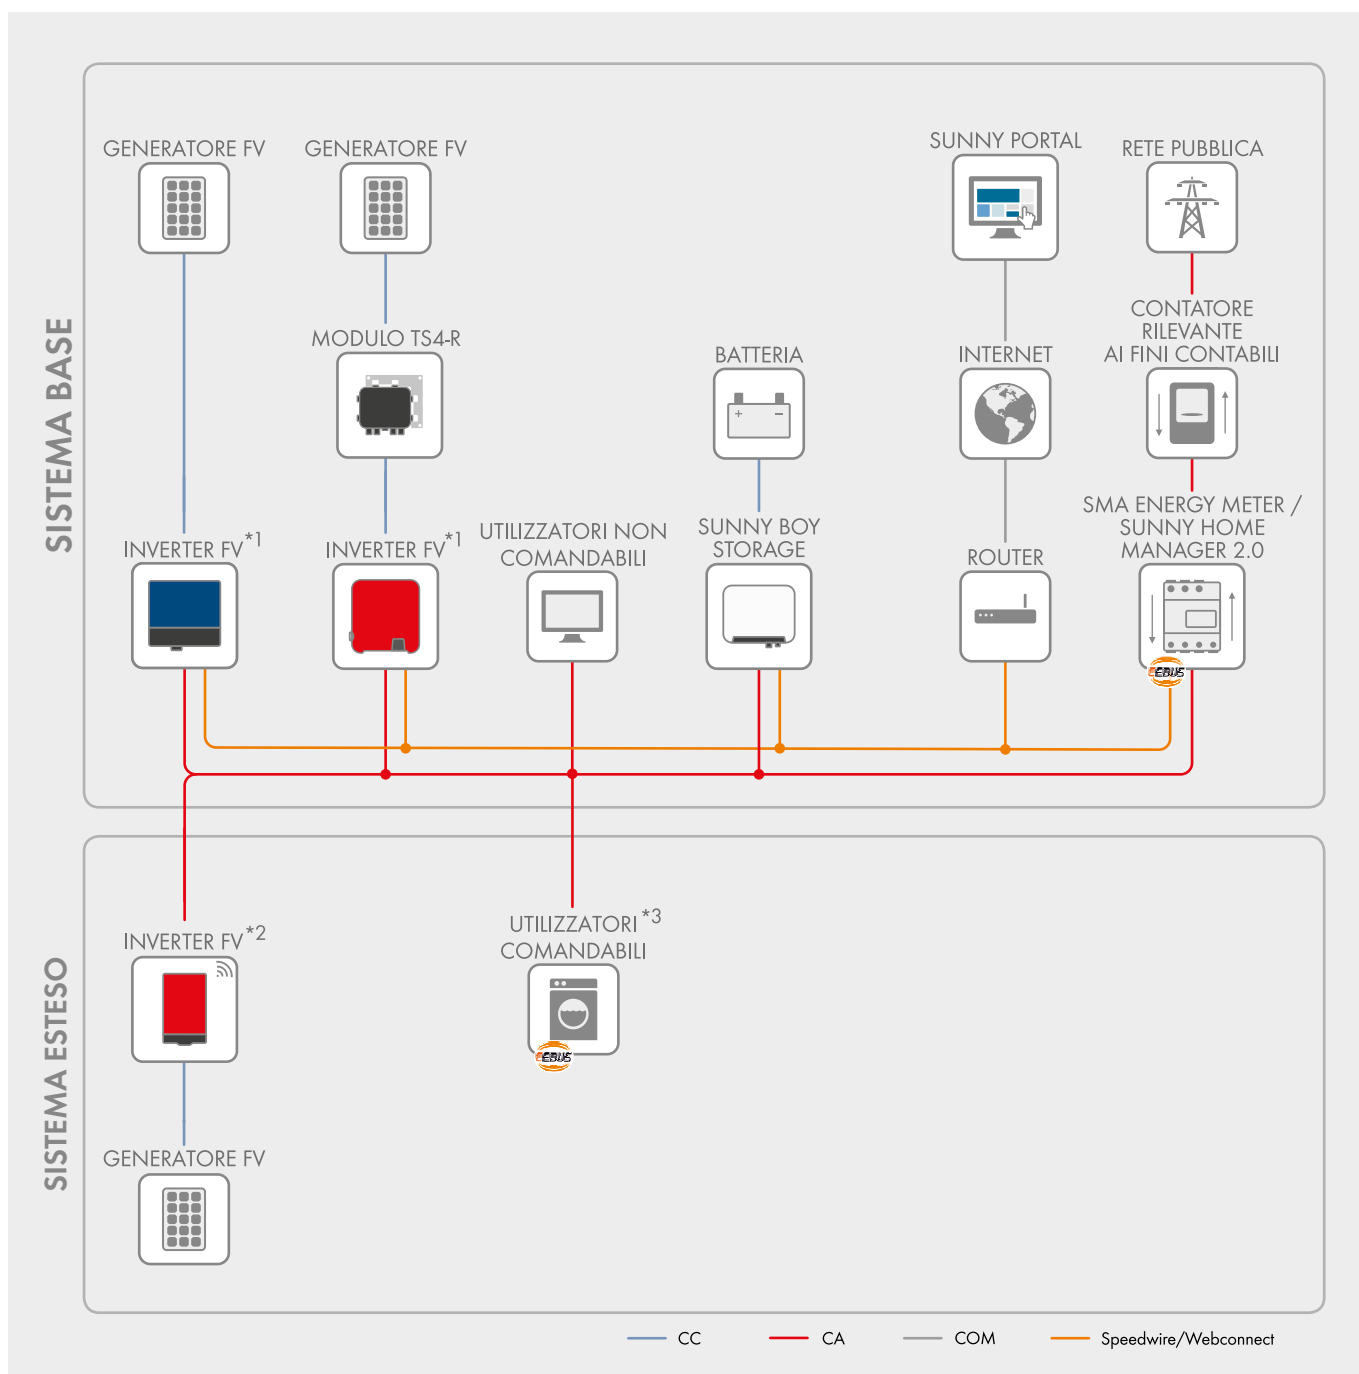 SISTEMA BASE
GENERATORE FV
GENERATORE FV
SUNNY PORTAL
RETE PUBBLICA
MODULO TS4-R
BATTERIA
INTERNET
CONTATORE
RILEVANTE
AI FINI CONTABILI
INVERTER FV*1
INVERTER FV*1
UTILIZZATORI NON
COMANDABILI
SUNNY BOY
STORAGE
ROUTER
SMA ENERGY METER /
SUNNY HOME
MANAGER 2.0
EEBUS
SISTEMA ESTESO
INVERTER FV*2
UTILIZZATORI*3
COMANDABILI
EEBUS
GENERATORE FV
CC
CA
COM
Speedwire/Webconnect